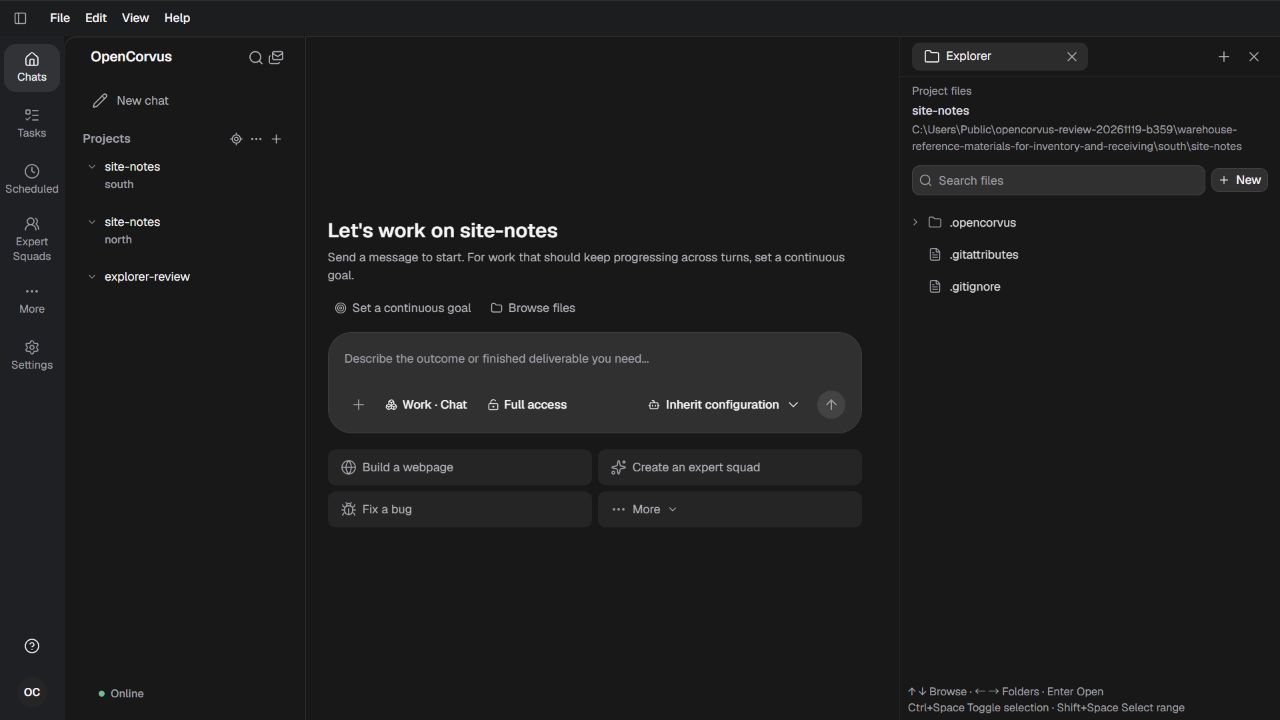 File Edit View Help
Chats
Tasks
Scheduled
Expert
Squads
More
Settings
OC
OpenCorvus
New chat
Projects
site-notes
south
site-notes
north
explorer-review
Online
Let's work on site-notes
Send a message to start. For work that should keep progressing across turns, set a continuous
goal.
Set a continuous goal Browse files
Describe the outcome or finished deliverable you need...
Work · Chat Full access Inherit configuration
Build a webpage Create an expert squad
Fix a bug More
Explorer
Project files
site-notes
C:\Users\Public\opencorvus-review-20261119-b359\warehouse-
reference-materials-for-inventory-and-receiving\south\site-notes
Search files New
.opencorvus
.gitattributes
.gitignore
↑↓ Browse · ←→ Folders · Enter Open
Ctrl+Space Toggle selection · Shift+Space Select range